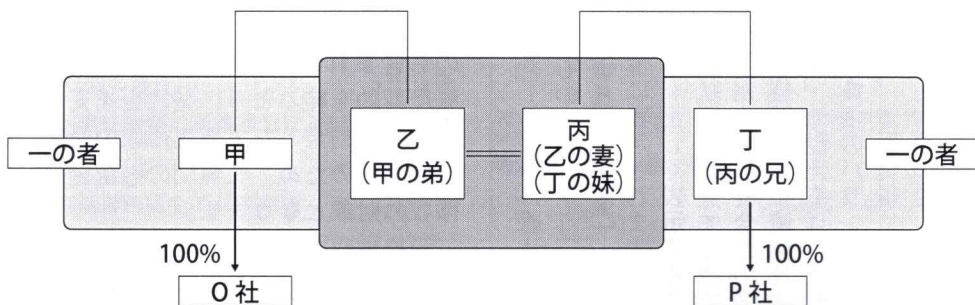 一の者
甲
乙
(甲の弟)
丙
(乙の妻)
(丁の妹)
丁
(丙の兄)
一の者
100%
100%
O社
P社